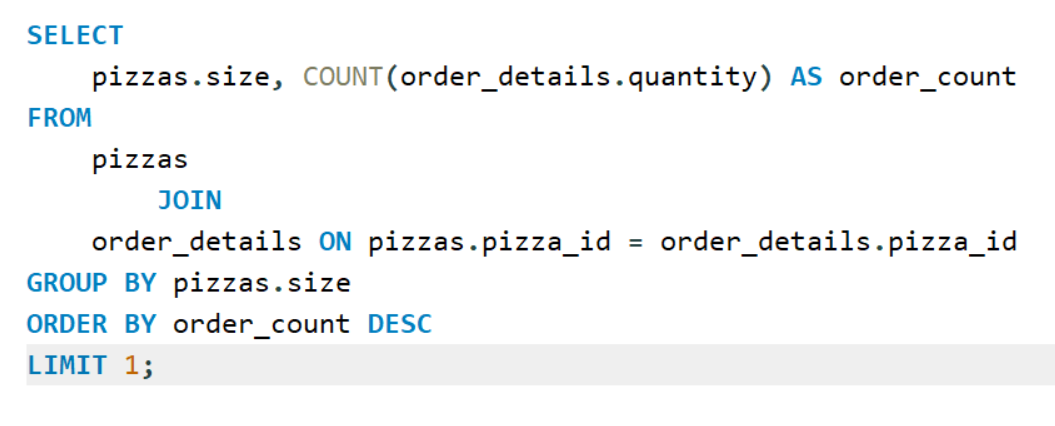 SELECT
    pizzas.size, COUNT(order_details.quantity) AS order_count
FROM
    pizzas
        JOIN
    order_details ON pizzas.pizza_id = order_details.pizza_id
GROUP BY pizzas.size
ORDER BY order_count DESC
LIMIT 1;